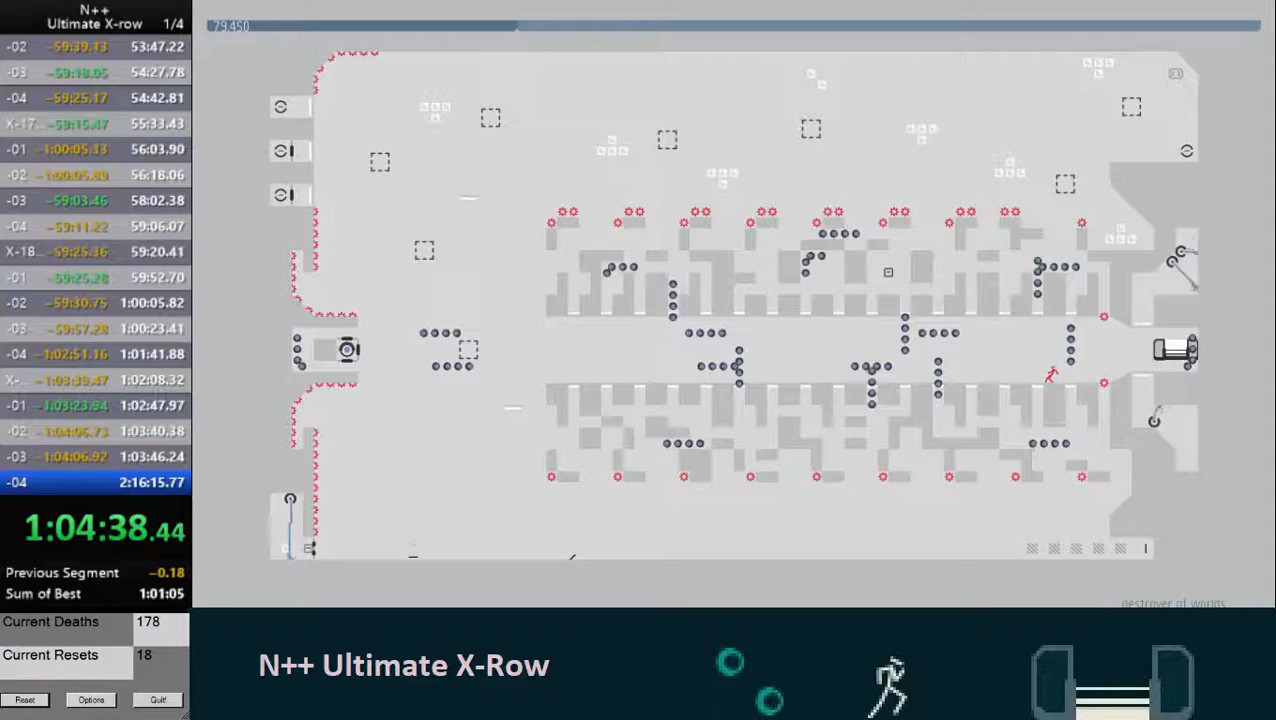 N++
Ultimate X-row 1/4
-02 -59:39.13 53:47.22
-03 -59:18.05 54:27.78
-04 -59:25.17 54:42.81
X-17... -59:15.47 55:33.43
-01 -1:00:05.33 56:03.90
-02 -1:00:05.89 56:18.06
-03 -59:03.46 58:02.38
-04 -59:11.22 59:06.07
X-18... -59:25.36 59:20.41
-01 -59:25.28 59:52.70
-02 -59:30.75 1:00:05.82
-03 -59:57.28 1:00:23.41
-04 -1:02:51.16 1:01:41.88
X-... -1:03:39.47 1:02:08.32
-01 -1:03:23.94 1:02:47.97
-02 -1:04:06.73 1:03:40.38
-03 -1:04:06.92 1:03:46.24
-04 2:16:15.77
1:04:38.44
Previous Segment -0.18
Sum of Best 1:01:05
Current Deaths 178
Current Resets 18
Reset Options Quit!
79.450
destroyer of worlds
N++ Ultimate X-Row